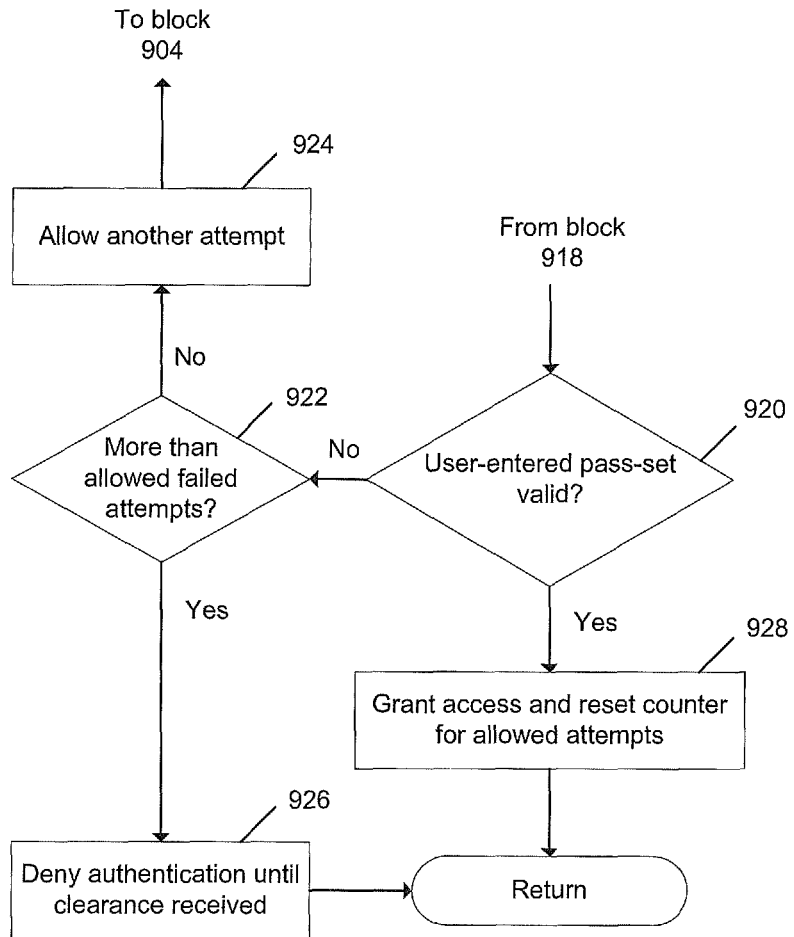 To block
904
924
Allow another attempt
From block
918
No
922
920
More than
allowed failed
attempts?
No
User-entered pass-set
valid?
Yes
Yes
928
Grant access and reset counter
for allowed attempts
926
Deny authentication until
clearance received
Return